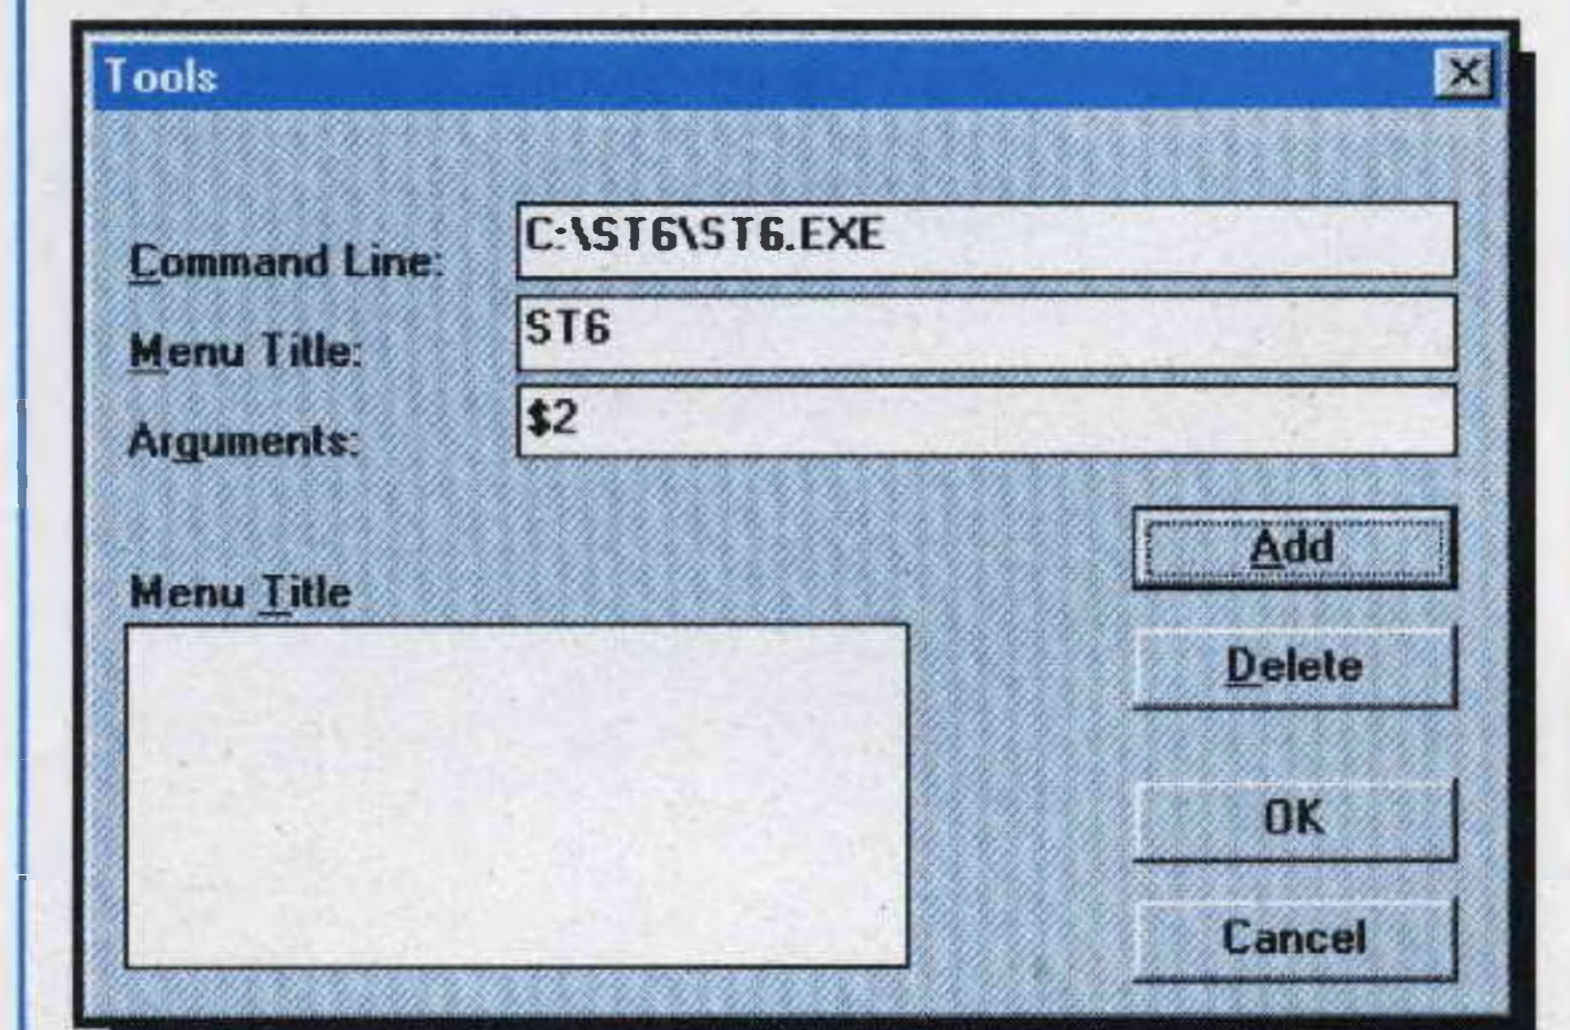 Tools
Command Line: C:\ST6\ST6.EXE
Menu Title: ST6
Arguments: $2
Add
Menu Title
Delete
OK
Cancel